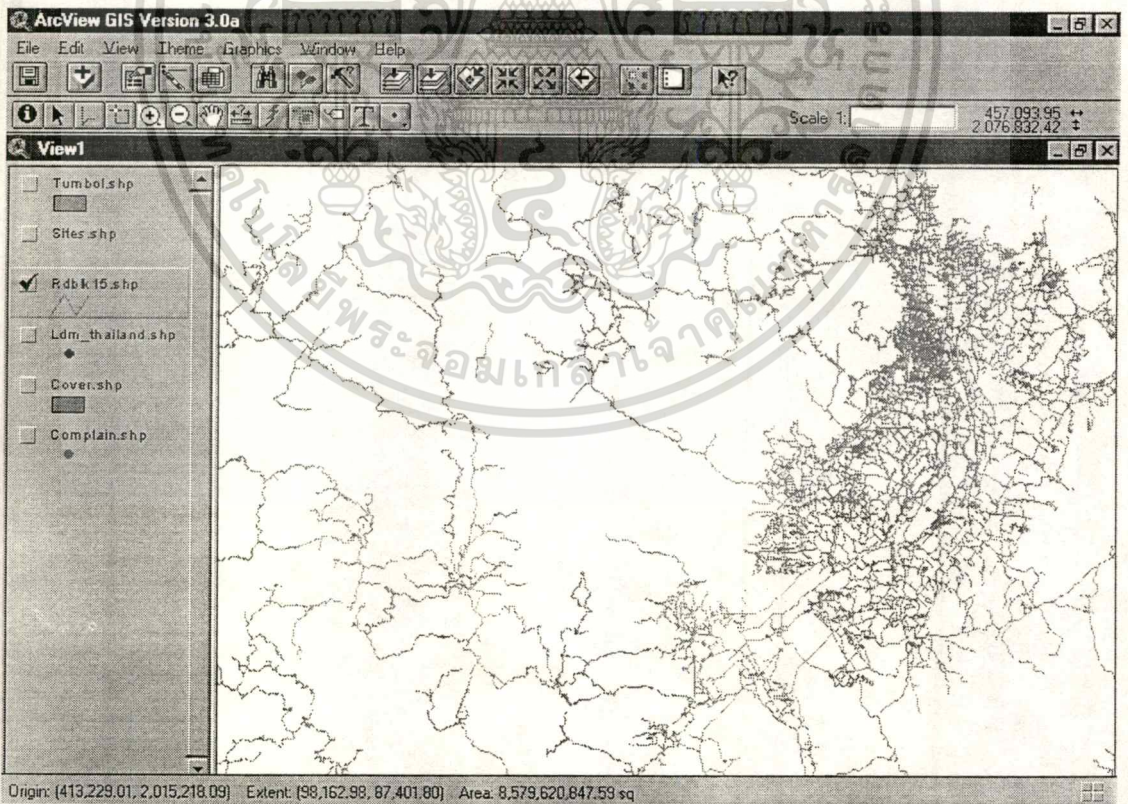 ArcView GIS Version 3.0a
File Edit View Theme Graphics Window Help
Scale 1:
457,093.95
2,076,832.42
View1
Tumbol.shp
Sites.shp
Rdblk15.shp
Ldm_thailand.shp
Cover.shp
Complain.shp
Origin: (413,229.01, 2,015,218.09) Extent: (98,162.98, 87,401.80) Area: 8,579,620,847.59 sq